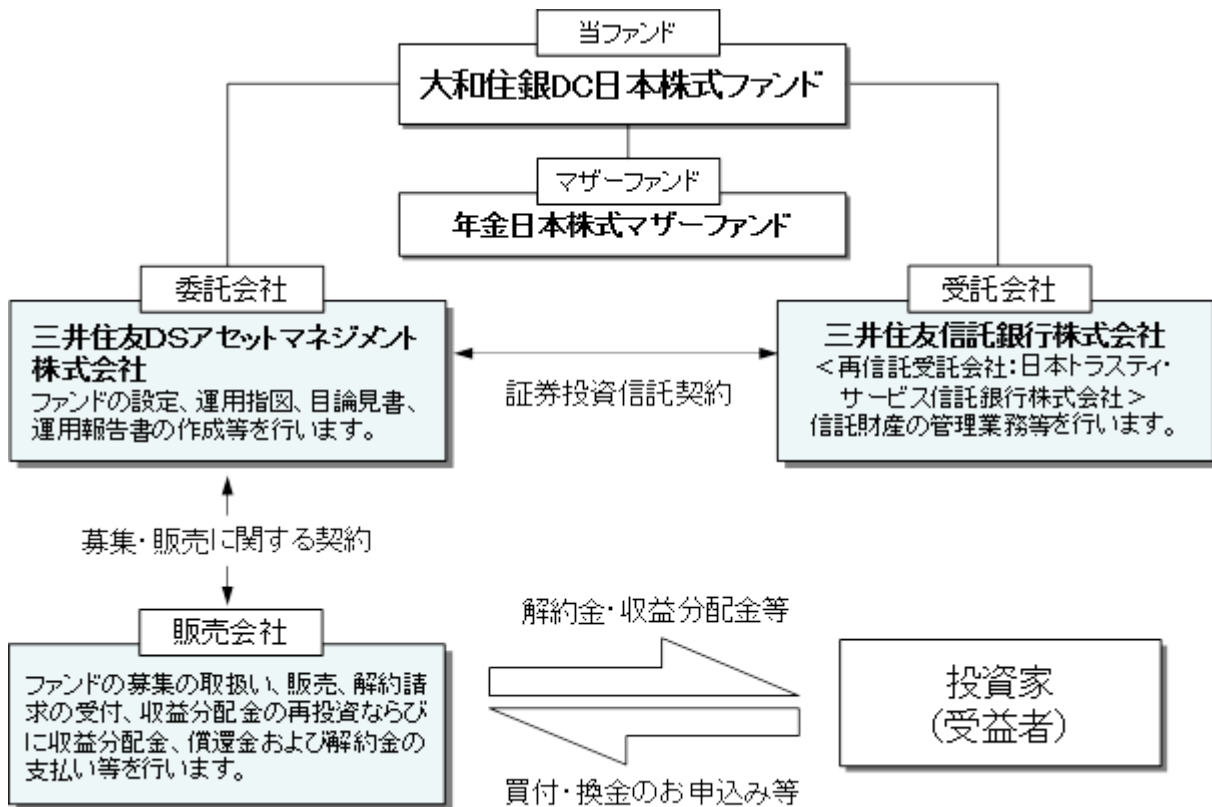 当ファンド
大和住銀DC日本株式ファンド
マザーファンド
年金日本株式マザーファンド
委託会社
三井住友DSアセットマネジメント
株式会社
ファンドの設定、運用指図、目論見書、
運用報告書の作成等を行います。
証券投資信託契約
受託会社
三井住友信託銀行株式会社
<再信託受託会社:日本トラスティ・
サービス信託銀行株式会社>
信託財産の管理業務等を行います。
募集・販売に関する契約
販売会社
ファンドの募集の取扱い、販売、解約請
求の受付、収益分配金の再投資ならび
に収益分配金、償還金および解約金の
支払い等を行います。
解約金・収益分配金等
買付・換金のお申込み等
投資家
(受益者)